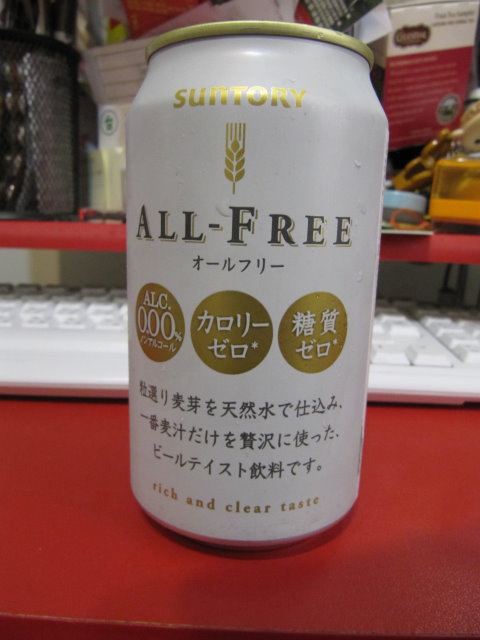 SUNTORY
ALL-FREE
オールフリー
ALC.
0.00%
ノンアルコール
カロリー
ゼロ*
糖質
ゼロ*
粒選り麦芽を天然水で仕込み、
一番麦汁だけを贅沢に使った、
ビールテイスト飲料です。
rich and clear taste